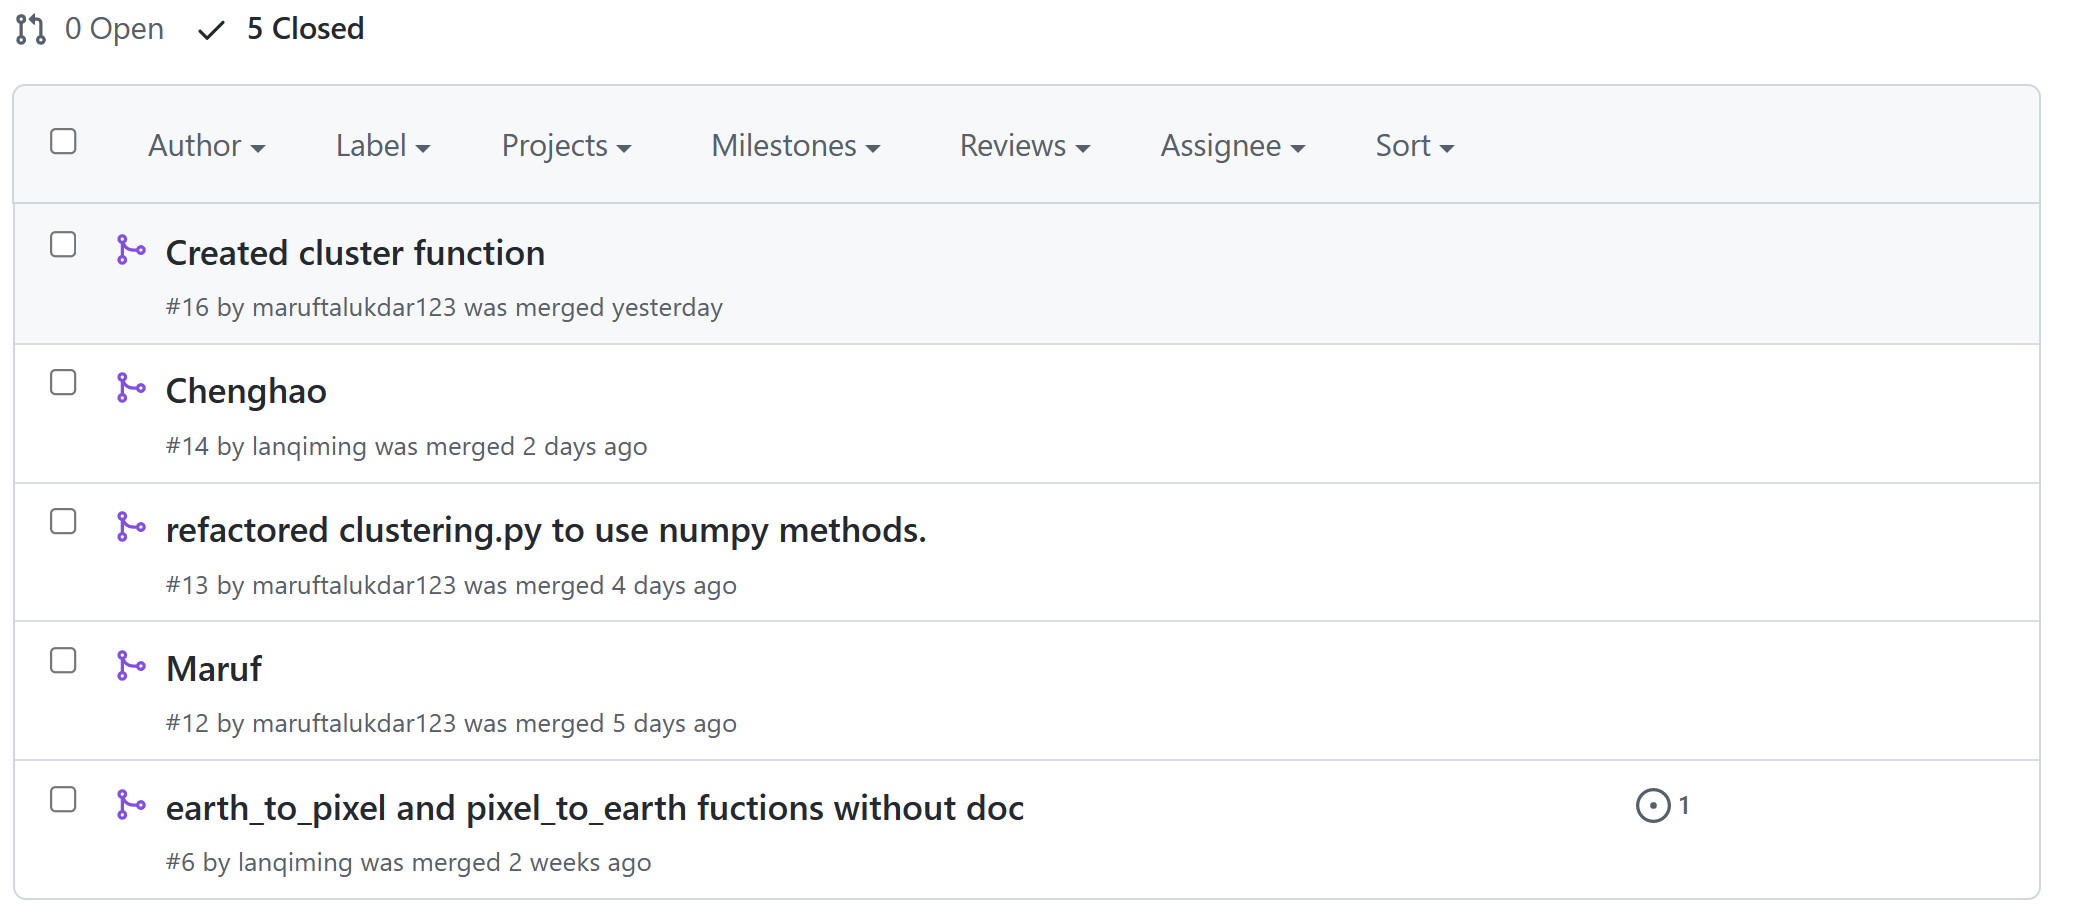 0 Open 5 Closed
Author Label Projects Milestones Reviews Assignee Sort
Created cluster function
#16 by maruftalukdar123 was merged yesterday
Chenghao
#14 by lanqiming was merged 2 days ago
refactored clustering.py to use numpy methods.
#13 by maruftalukdar123 was merged 4 days ago
Maruf
#12 by maruftalukdar123 was merged 5 days ago
earth_to_pixel and pixel_to_earth fuctions without doc 1
#6 by lanqiming was merged 2 weeks ago